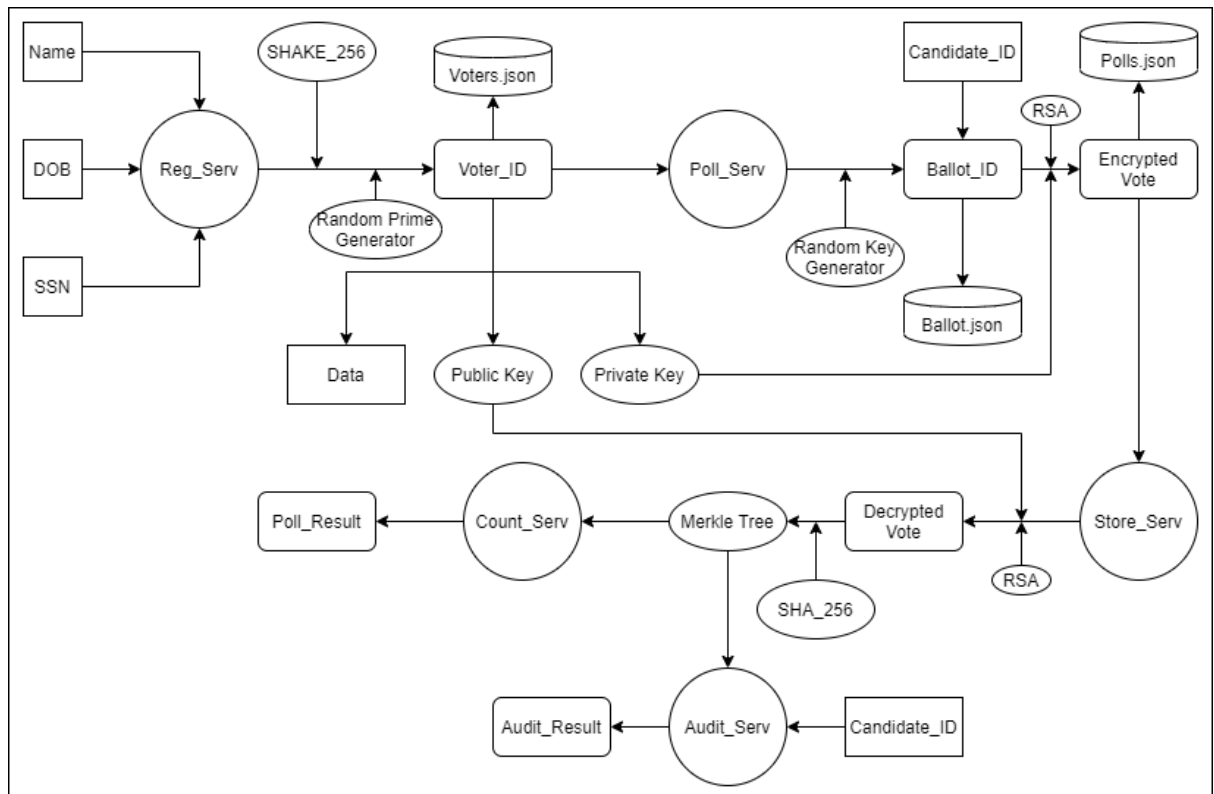 Name
SHAKE_256
Voters.json
Candidate_ID
Polls.json
RSA
DOB
Reg_Serv
Voter_ID
Poll_Serv
Ballot_ID
Encrypted
Vote
Random Prime
Generator
Random Key
Generator
SSN
Ballot.json
Data
Public Key
Private Key
Poll_Result
Count_Serv
Merkle Tree
Decrypted
Vote
Store_Serv
RSA
SHA_256
Audit_Result
Audit_Serv
Candidate_ID